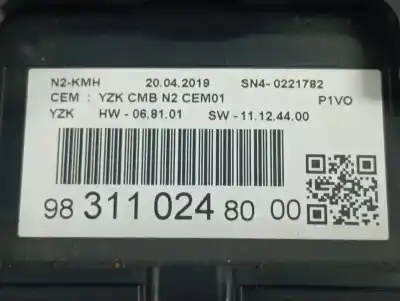 N2-KMH 20.04.2019 SN4-0221782
CEM : YZK CMB N2 CEM01 P1VO
YZK HW - 06.81.01 SW - 11.12.44.00
98 311 024 80 00